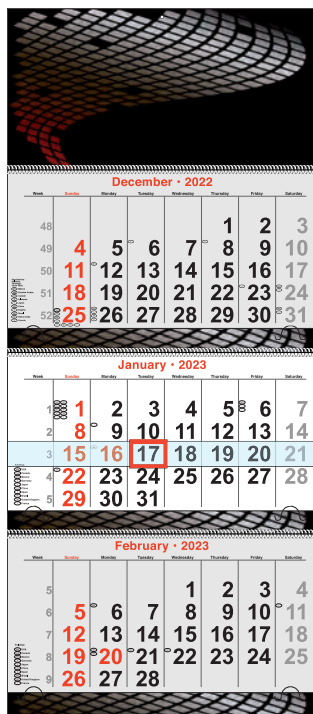 December • 2022
Week Sunday Monday Tuesday Wednesday Thursday Friday Saturday
48 1 2 3
49 4 5 6 7 8 9 10
50 11 12 13 14 15 16 17
51 18 19 20 21 22 23 24
52 25 26 27 28 29 30 31
January • 2023
Week Sunday Monday Tuesday Wednesday Thursday Friday Saturday
1 1 2 3 4 5 6 7
2 8 9 10 11 12 13 14
3 15 16 17 18 19 20 21
4 22 23 24 25 26 27 28
5 29 30 31
February • 2023
Week Sunday Monday Tuesday Wednesday Thursday Friday Saturday
5 1 2 3 4
6 5 6 7 8 9 10 11
7 12 13 14 15 16 17 18
8 19 20 21 22 23 24 25
9 26 27 28